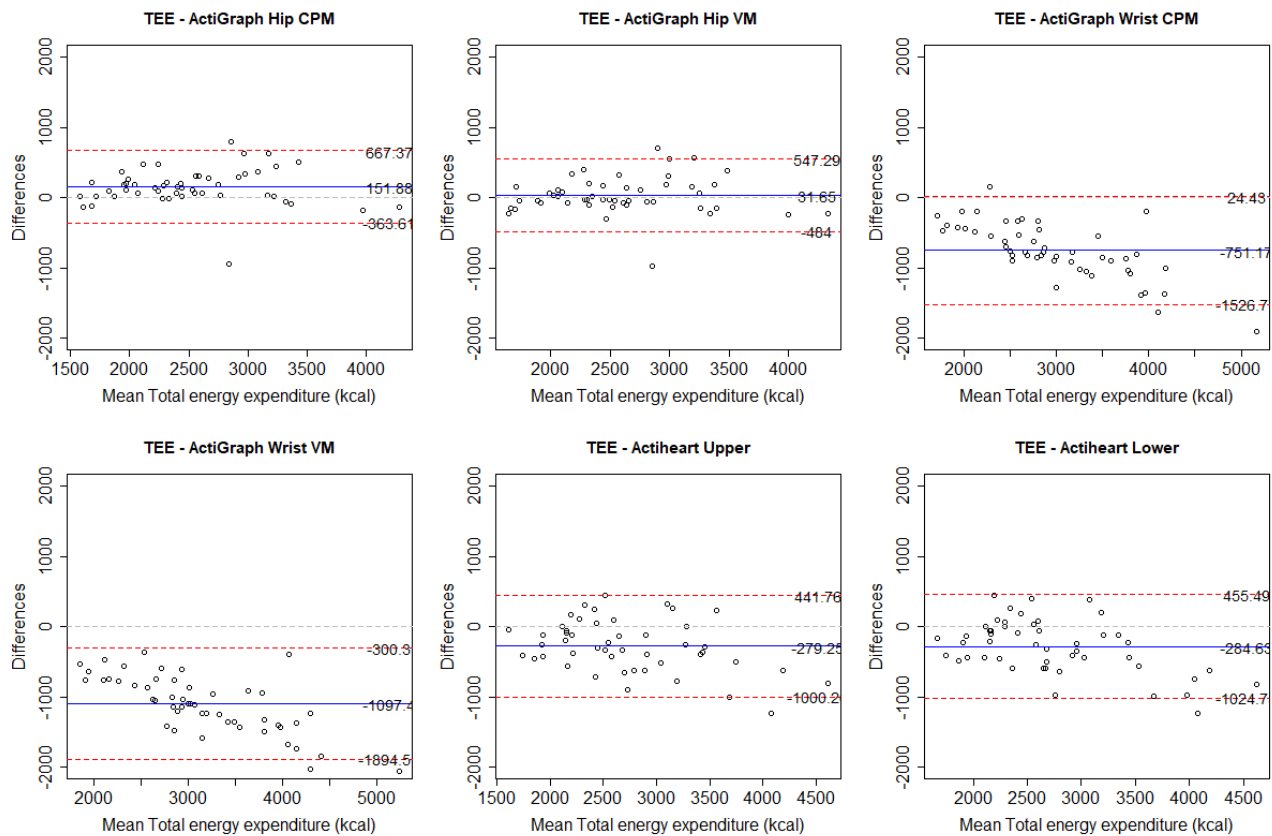 TEE - ActiGraph Hip CPM
2000
1000
0
-1000
-2000
Differences
667.37
151.88
-363.61
1500 2000 2500 3000 3500 4000
Mean Total energy expenditure (kcal)
TEE - ActiGraph Hip VM
2000
1000
0
-1000
-2000
Differences
547.29
31.65
-484
2000 2500 3000 3500 4000
Mean Total energy expenditure (kcal)
TEE - ActiGraph Wrist CPM
2000
1000
0
-1000
-2000
Differences
24.43
-751.17
-1526.7
2000 2500 3000 4000 5000
Mean Total energy expenditure (kcal)
TEE - ActiGraph Wrist VM
2000
1000
0
-1000
-2000
Differences
-300.3
-1097.4
-1894.5
2000 3000 4000 5000
Mean Total energy expenditure (kcal)
TEE - Actiheart Upper
2000
1000
0
-1000
-2000
Differences
441.76
-279.25
-1000.26
1500 2000 2500 3000 3500 4000 4500
Mean Total energy expenditure (kcal)
TEE - Actiheart Lower
2000
1000
0
-1000
-2000
Differences
455.49
-284.63
-1024.7
2000 2500 3000 3500 4000 4500
Mean Total energy expenditure (kcal)